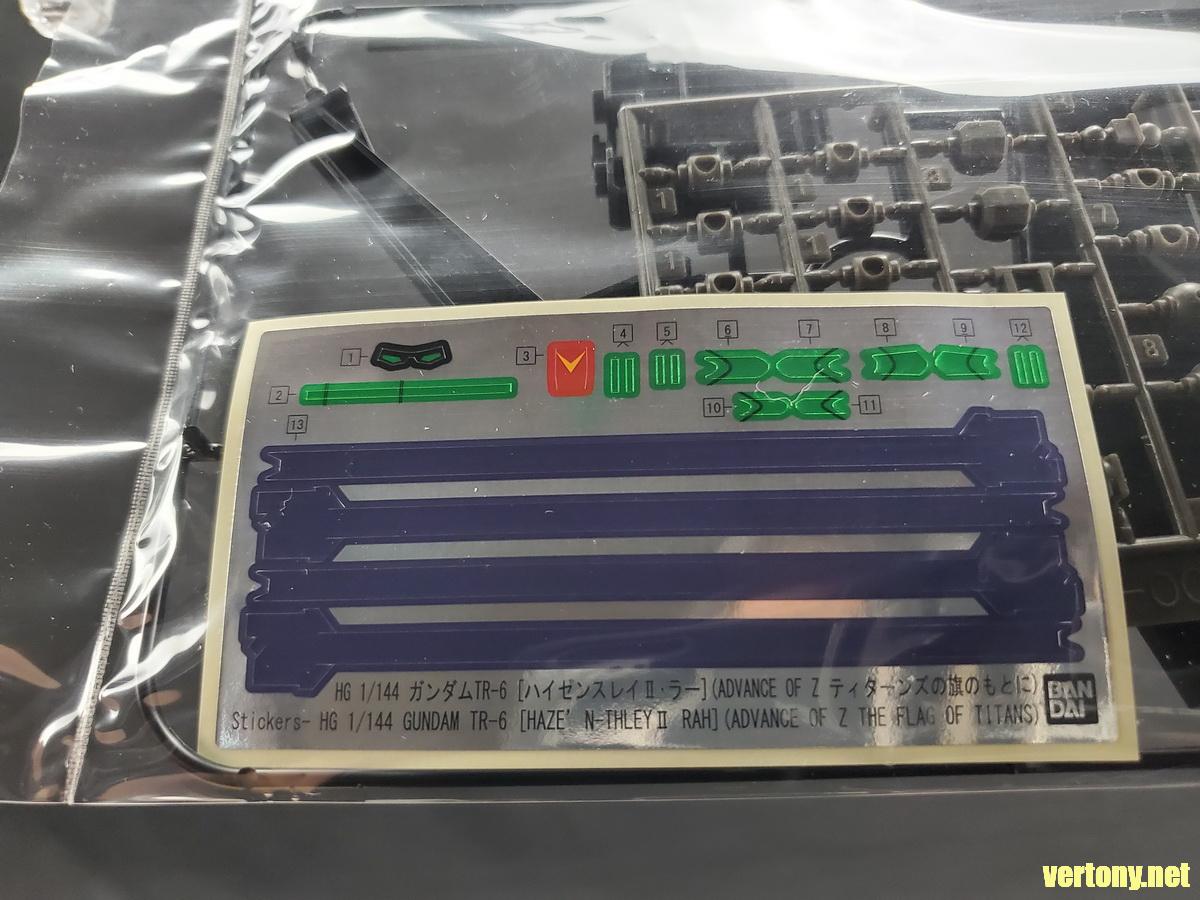 4 5 6 7 8 9 12
1 3
2
10 11
13
HG 1/144 ガンダムTR-6 [ハイゼンスレイⅡ・ラー](ADVANCE OF Z ティターンズの旗のもとに)
Stickers- HG 1/144 GUNDAM TR-6 [HAZE’N-THLEYⅡ RAH](ADVANCE OF Z THE FLAG OF TITANS)
BAN
DAI
1
1
1
8
vertony.net